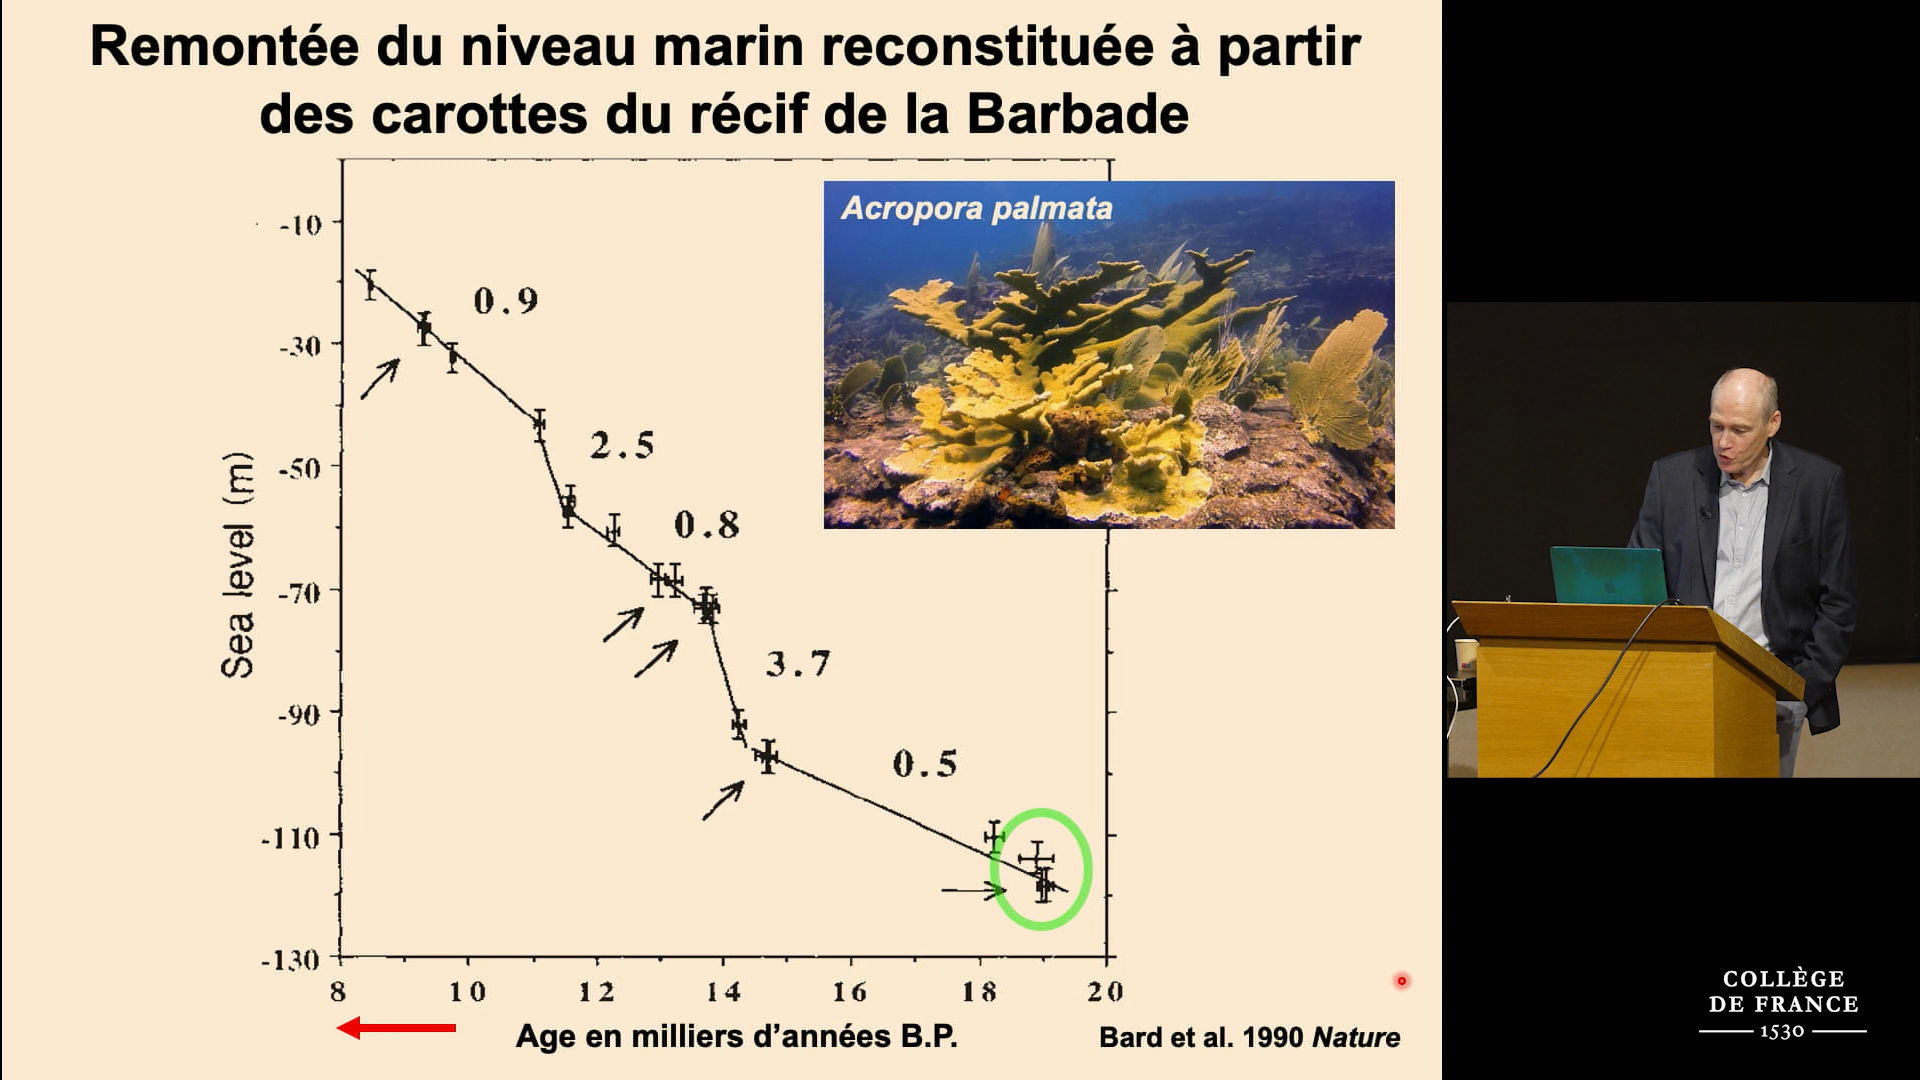 Remontée du niveau marin reconstituée à partir
des carottes du récif de la Barbade
Acropora palmata
-10
-30
-50
-70
-90
-110
-130
Sea level (m)
0.9
2.5
0.8
3.7
0.5
8 10 12 14 16 18 20
Age en milliers d’années B.P.
Bard et al. 1990 Nature
COLLÈGE
DE FRANCE
1530